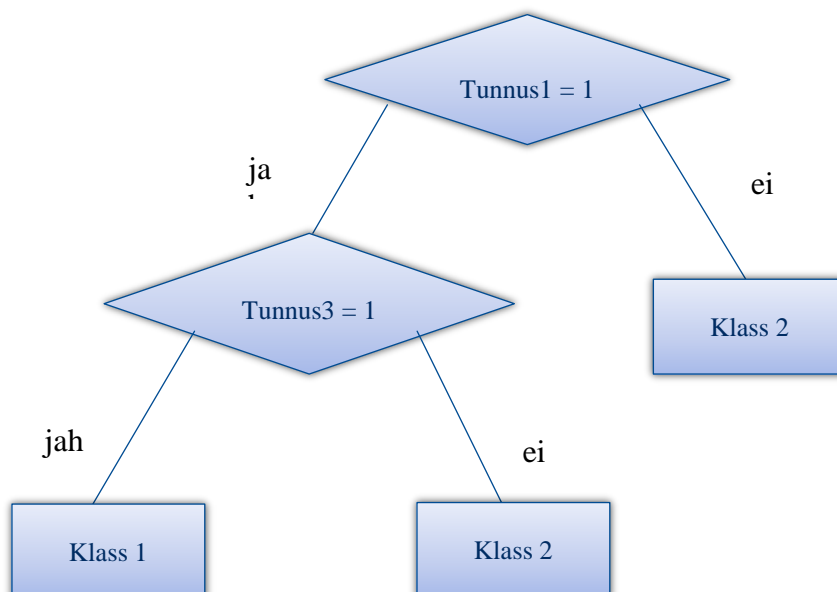 Tunnus1 = 1
ja
ei
Tunnus3 = 1
Klass 2
jah
ei
Klass 1
Klass 2